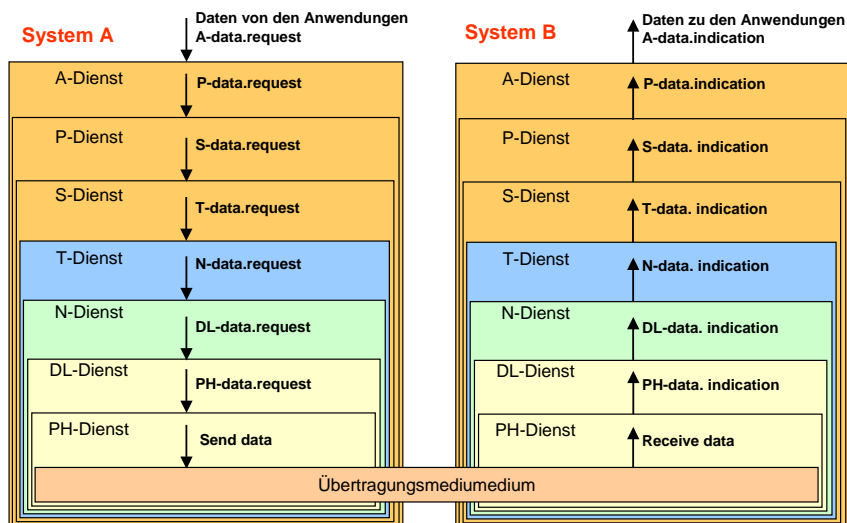 System A
Daten von den Anwendungen
A-data.request
A-Dienst
P-data.request
P-Dienst
S-data.request
S-Dienst
T-data.request
T-Dienst
N-data.request
N-Dienst
DL-data.request
DL-Dienst
PH-data.request
PH-Dienst
Send data
System B
Daten zu den Anwendungen
A-data.indication
A-Dienst
P-data.indication
P-Dienst
S-data. indication
S-Dienst
T-data. indication
T-Dienst
N-data. indication
N-Dienst
DL-data. indication
DL-Dienst
PH-data. indication
PH-Dienst
Receive data
Übertragungsmediumedium